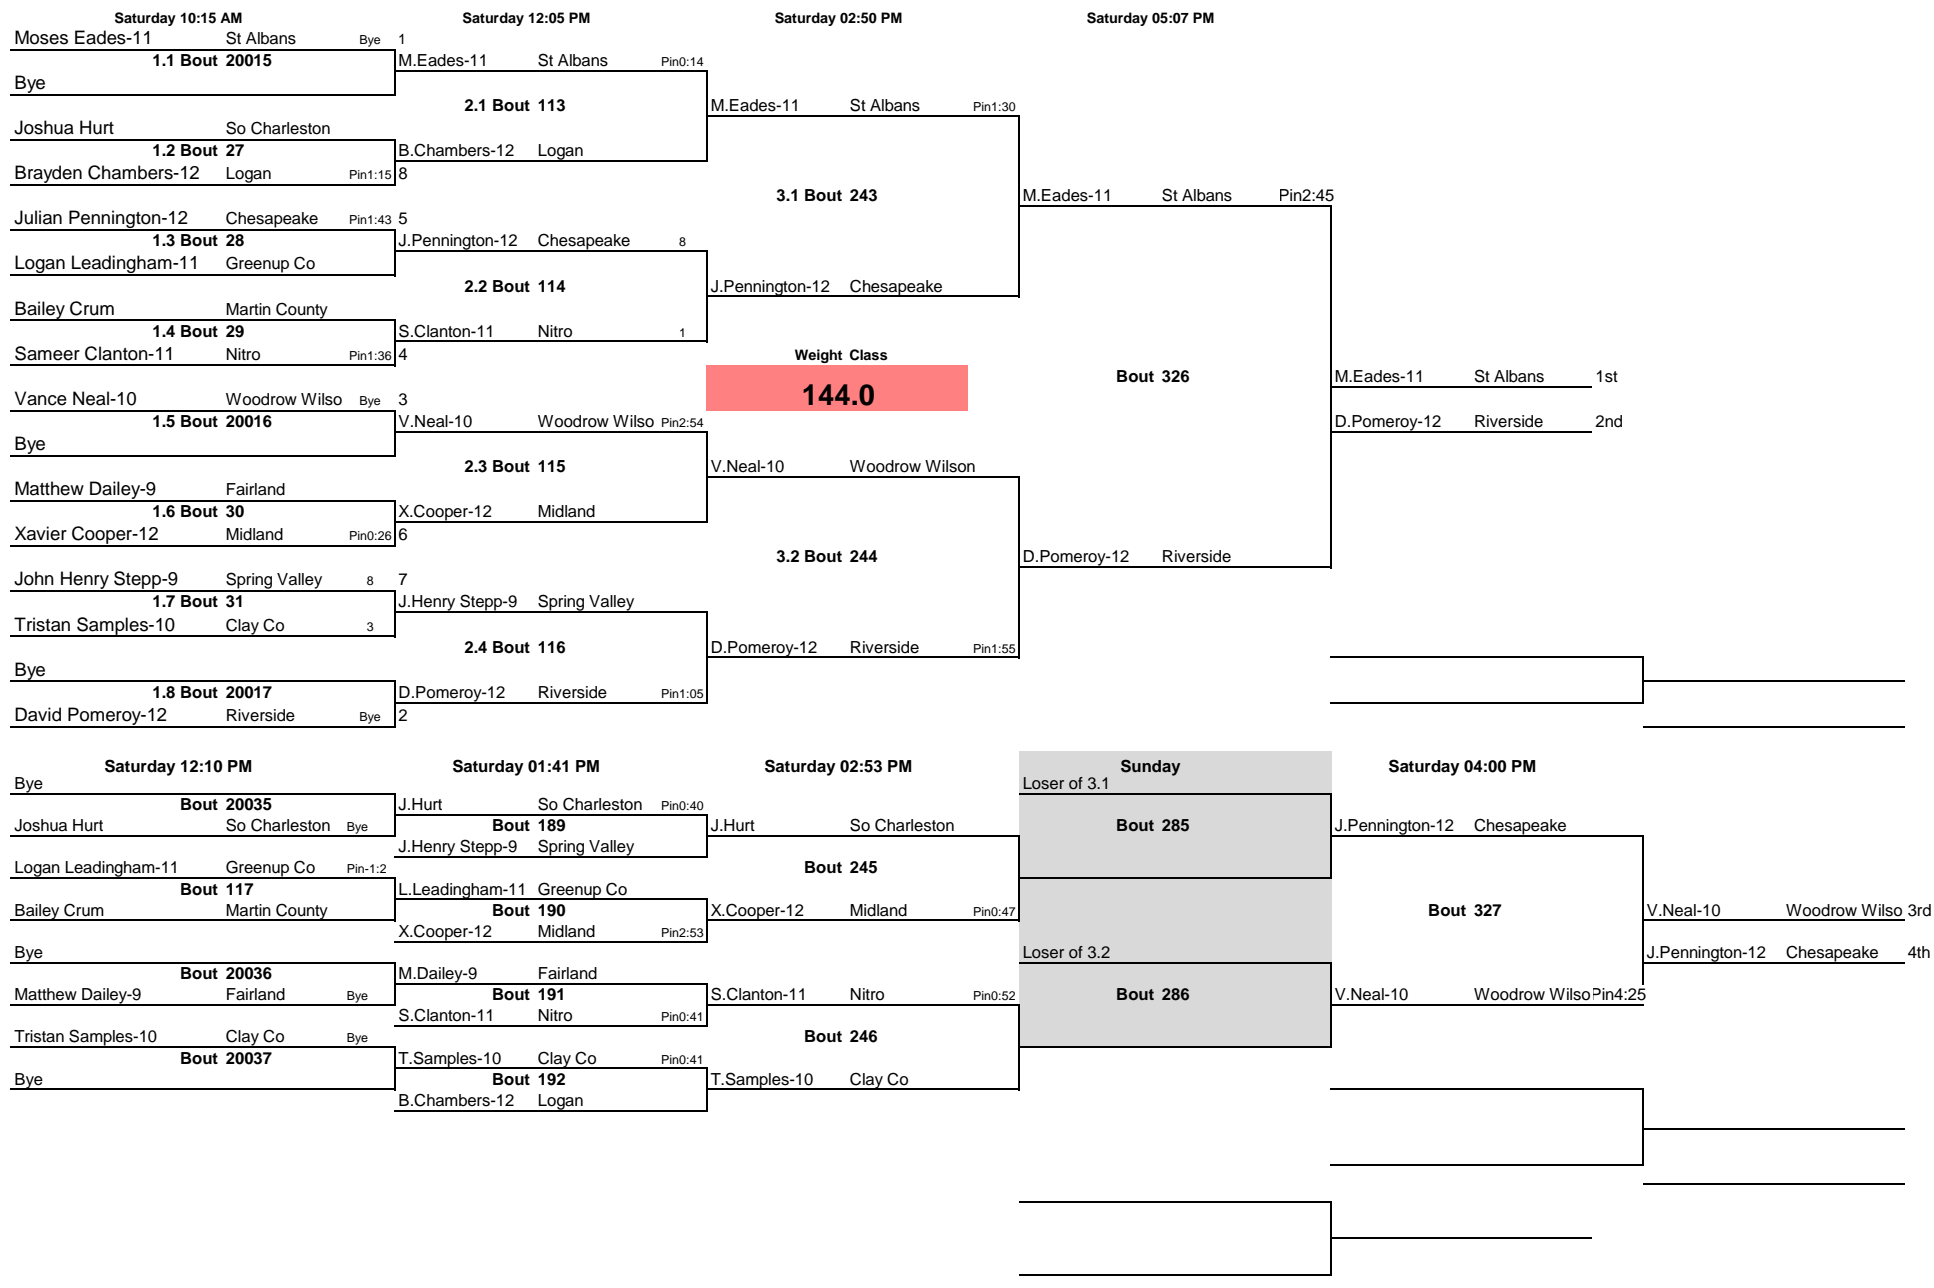 Saturday 10:15 AM Saturday 12:05 PM Saturday 02:50 PM Saturday 05:07 PM
Moses Eades-11 St Albans Bye 1
1.1 Bout 20015 M.Eades-11 St Albans Pin0:14
Bye
2.1 Bout 113 M.Eades-11 St Albans Pin1:30
Joshua Hurt So Charleston
1.2 Bout 27 B.Chambers-12 Logan
Brayden Chambers-12 Logan Pin1:15 8
3.1 Bout 243 M.Eades-11 St Albans Pin2:45
Julian Pennington-12 Chesapeake Pin1:43 5
1.3 Bout 28 J.Pennington-12 Chesapeake 8
Logan Leadingham-11 Greenup Co
2.2 Bout 114 J.Pennington-12 Chesapeake
Bailey Crum Martin County
1.4 Bout 29 S.Clanton-11 Nitro 1
Sameer Clanton-11 Nitro Pin1:36 4 Weight Class
Bout 326 M.Eades-11 St Albans 1st
Vance Neal-10 Woodrow Wilso Bye 3 144.0
1.5 Bout 20016 V.Neal-10 Woodrow Wilso Pin2:54 D.Pomeroy-12 Riverside 2nd
Bye
2.3 Bout 115 V.Neal-10 Woodrow Wilson
Matthew Dailey-9 Fairland
1.6 Bout 30 X.Cooper-12 Midland
Xavier Cooper-12 Midland Pin0:26 6
3.2 Bout 244 D.Pomeroy-12 Riverside
John Henry Stepp-9 Spring Valley 8 7
1.7 Bout 31 J.Henry Stepp-9 Spring Valley
Tristan Samples-10 Clay Co 3
2.4 Bout 116 D.Pomeroy-12 Riverside Pin1:55
Bye
1.8 Bout 20017 D.Pomeroy-12 Riverside Pin1:05
David Pomeroy-12 Riverside Bye 2
Saturday 12:10 PM Saturday 01:41 PM Saturday 02:53 PM Sunday Saturday 04:00 PM
Bye Loser of 3.1
Bout 20035 J.Hurt So Charleston Pin0:40
Joshua Hurt So Charleston Bye Bout 189 J.Hurt So Charleston Bout 285 J.Pennington-12 Chesapeake
J.Henry Stepp-9 Spring Valley
Logan Leadingham-11 Greenup Co Pin-1:2 Bout 245
Bout 117 L.Leadingham-11 Greenup Co
Bailey Crum Martin County Bout 190 X.Cooper-12 Midland Pin0:47 Bout 327 V.Neal-10 Woodrow Wilso 3rd
X.Cooper-12 Midland Pin2:53
Bye Loser of 3.2 J.Pennington-12 Chesapeake 4th
Bout 20036 M.Dailey-9 Fairland
Matthew Dailey-9 Fairland Bye Bout 191 S.Clanton-11 Nitro Pin0:52 Bout 286 V.Neal-10 Woodrow WilsoPin4:25
S.Clanton-11 Nitro Pin0:41
Tristan Samples-10 Clay Co Bye Bout 246
Bout 20037 T.Samples-10 Clay Co Pin0:41
Bye Bout 192 T.Samples-10 Clay Co
B.Chambers-12 Logan